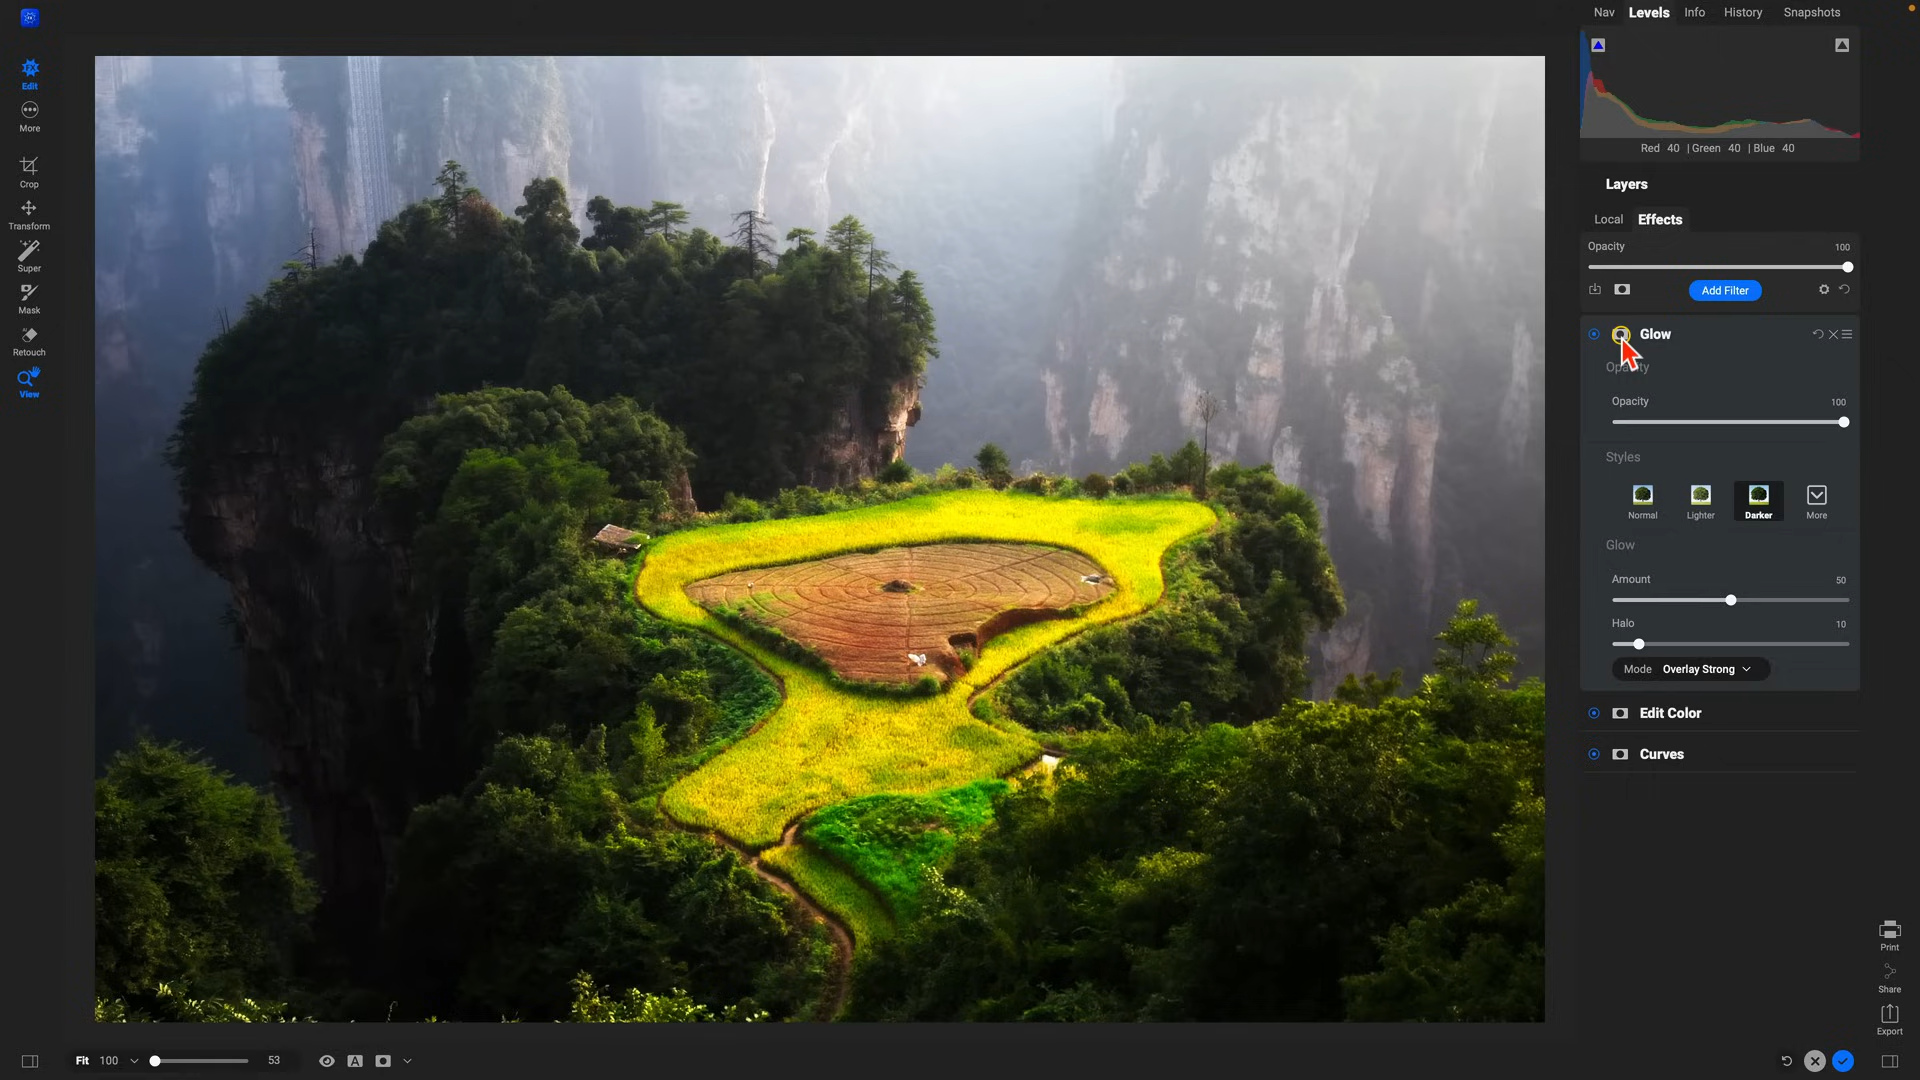 Nav Levels Info History Snapshots
Edit
More
Crop
Transform
Super
Mask
Retouch
View
Red 40 | Green 40 | Blue 40
Layers
Local Effects
Opacity 100
Add Filter
Glow
Opacity
Opacity 100
Styles
Normal Lighter Darker More
Glow
Amount 50
Halo 10
Mode Overlay Strong
Edit Color
Curves
Print
Share
Export
Fit 100 53 A